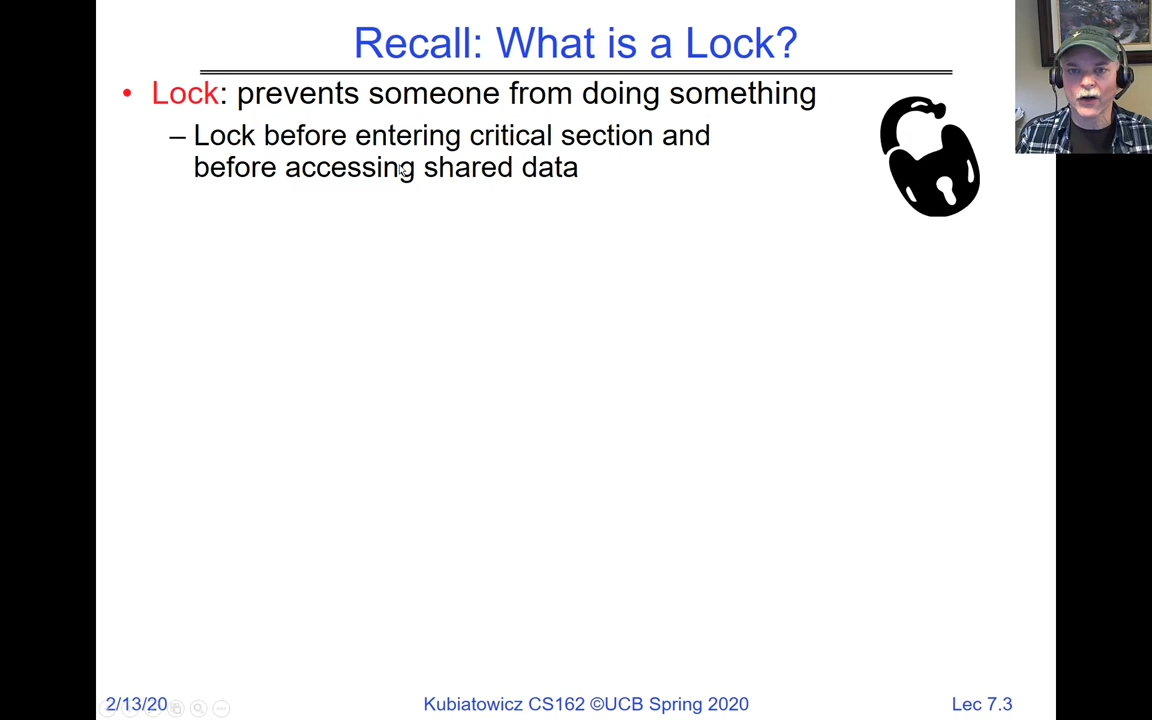 Recall: What is a Lock?
• Lock: prevents someone from doing something
– Lock before entering critical section and
before accessing shared data
2/13/20
Kubiatowicz CS162 ©UCB Spring 2020
Lec 7.3